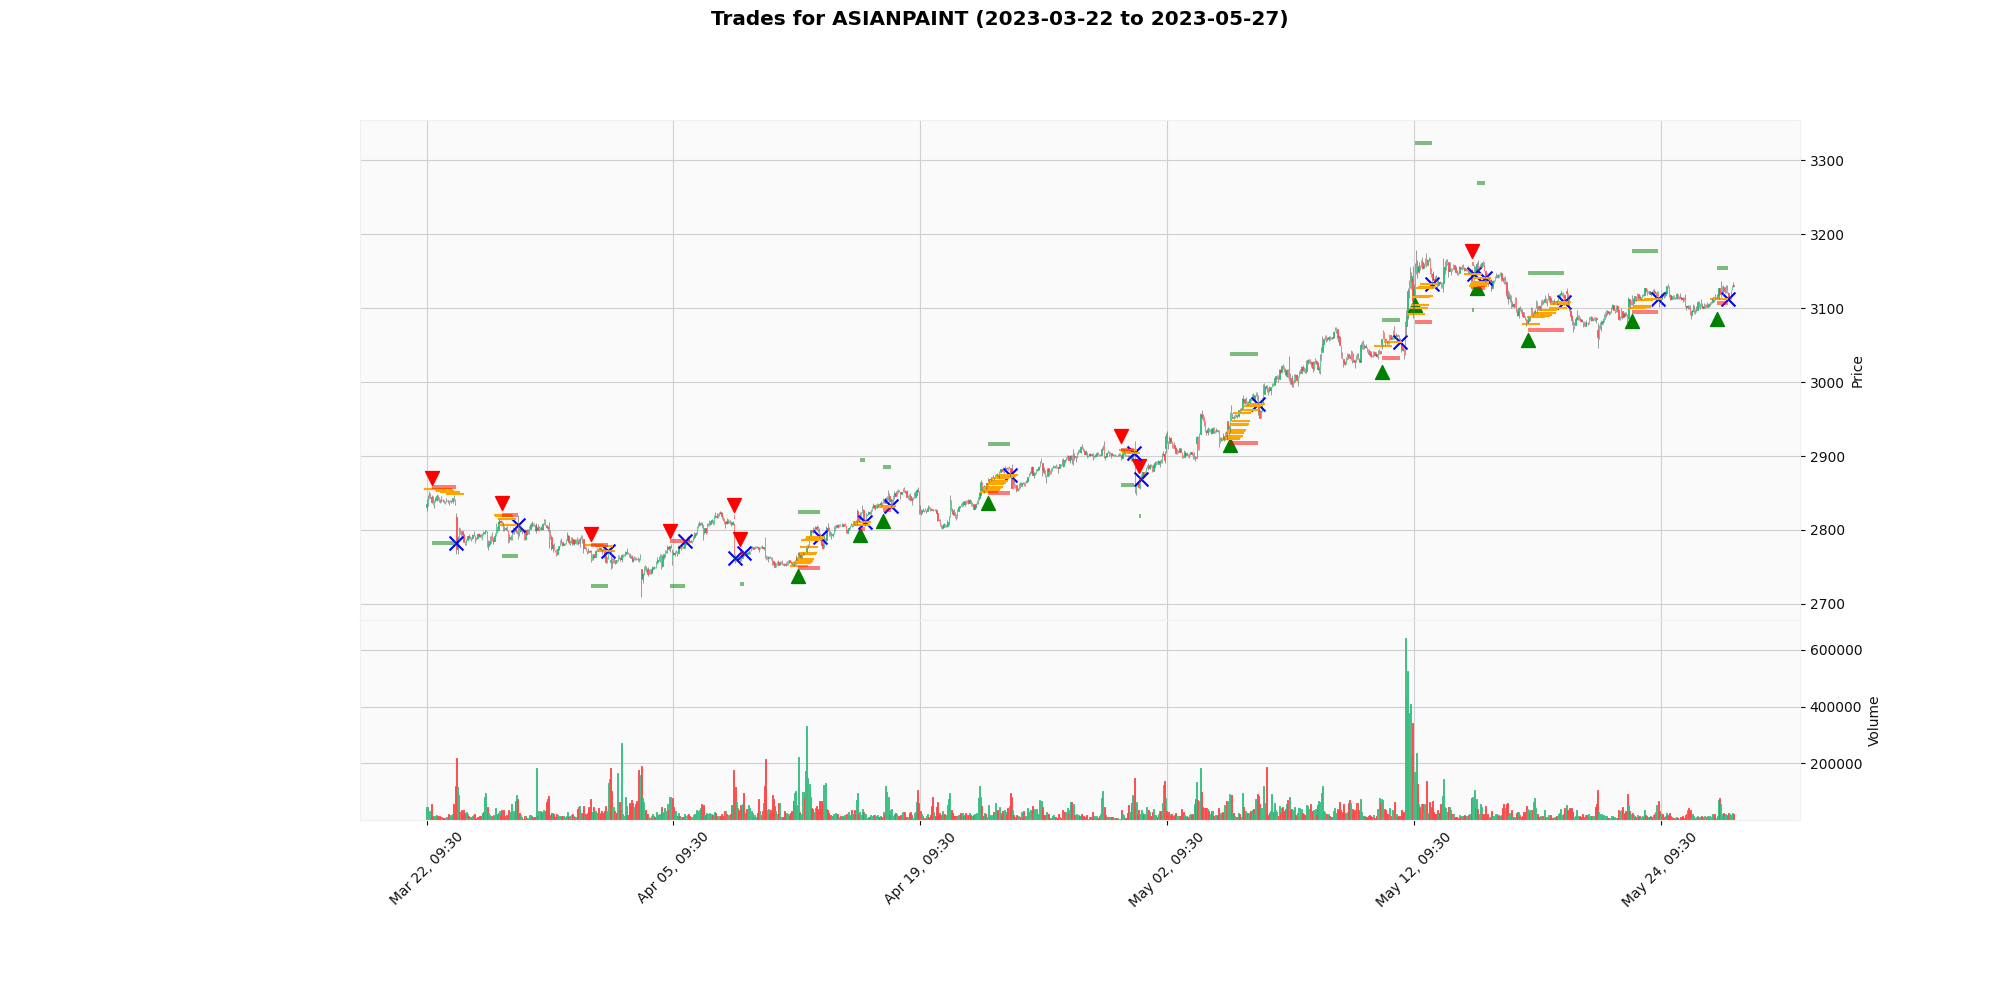 Trades for ASIANPAINT (2023-03-22 to 2023-05-27)
3300
3200
3100
3000
2900
2800
2700
Price
600000
400000
200000
Volume
Mar 22, 09:30
Apr 05, 09:30
Apr 19, 09:30
May 02, 09:30
May 12, 09:30
May 24, 09:30